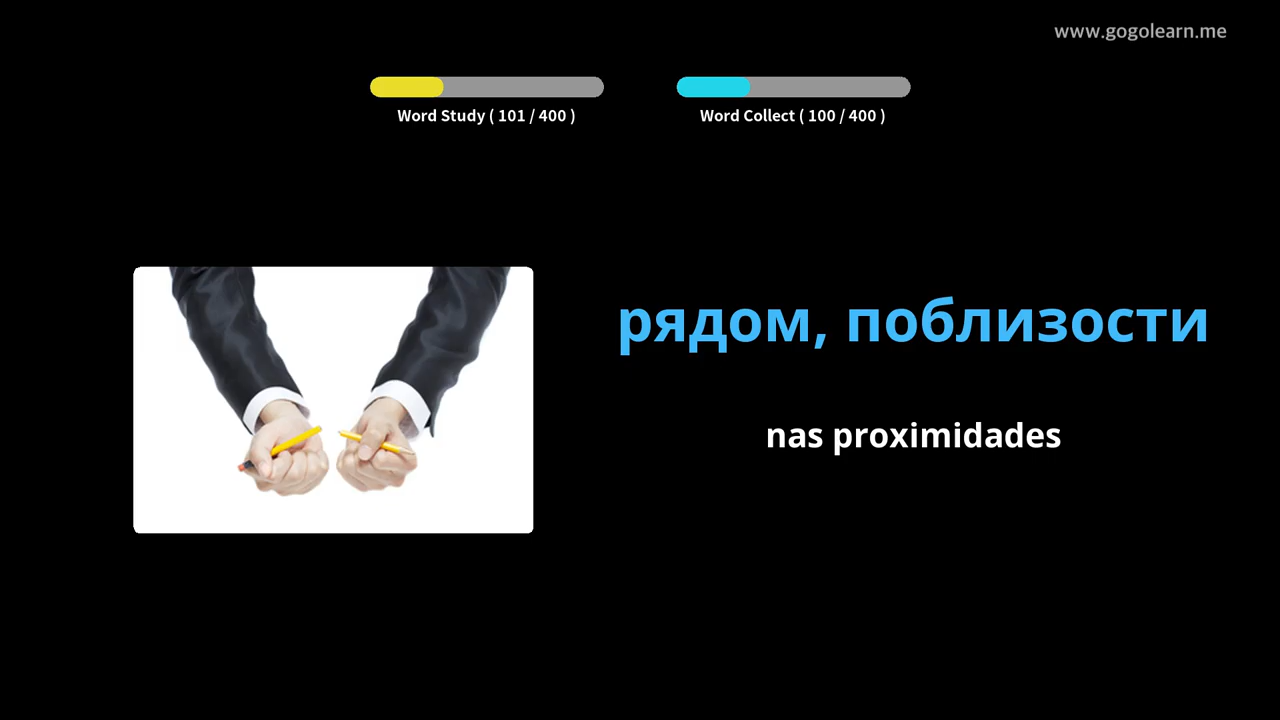 www.gogolearn.me
Word Study ( 101 / 400 )
Word Collect ( 100 / 400 )
рядом, поблизости
nas proximidades